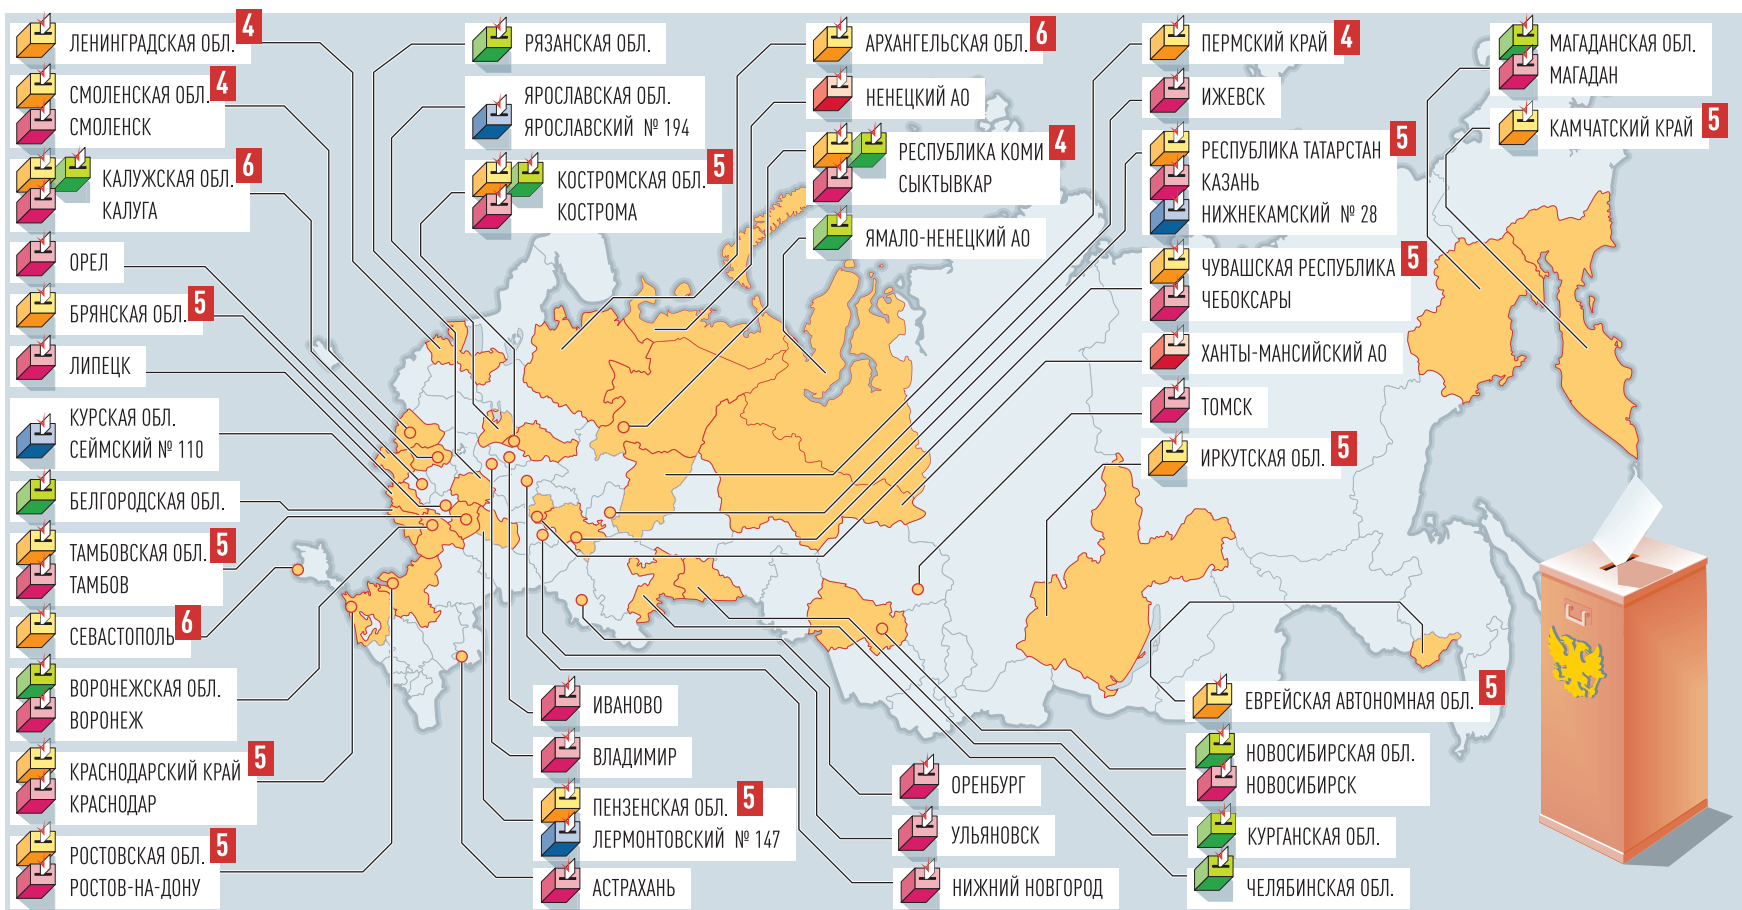 ЛЕНИНГРАДСКАЯ ОБЛ. 4
СМОЛЕНСКАЯ ОБЛ. 4
СМОЛЕНСК
КАЛУЖСКАЯ ОБЛ. 6
КАЛУГА
ОРЕЛ
БРЯНСКАЯ ОБЛ. 5
ЛИПЕЦК
КУРСКАЯ ОБЛ.
СЕЙМСКИЙ № 110
БЕЛГОРОДСКАЯ ОБЛ.
ТАМБОВСКАЯ ОБЛ. 5
ТАМБОВ
СЕВАСТОПОЛЬ 6
ВОРОНЕЖСКАЯ ОБЛ.
ВОРОНЕЖ
КРАСНОДАРСКИЙ КРАЙ 5
КРАСНОДАР
РОСТОВСКАЯ ОБЛ. 5
РОСТОВ-НА-ДОНУ
РЯЗАНСКАЯ ОБЛ.
ЯРОСЛАВСКАЯ ОБЛ.
ЯРОСЛАВСКИЙ № 194
КОСТРОМСКАЯ ОБЛ. 5
КОСТРОМА
ИВАНОВО
ВЛАДИМИР
ПЕНЗЕНСКАЯ ОБЛ. 5
ЛЕРМОНТОВСКИЙ № 147
АСТРАХАНЬ
АРХАНГЕЛЬСКАЯ ОБЛ. 6
НЕНЕЦКИЙ АО
РЕСПУБЛИКА КОМИ 4
СЫКТЫВКАР
ЯМАЛО-НЕНЕЦКИЙ АО
ОРЕНБУРГ
УЛЬЯНОВСК
НИЖНИЙ НОВГОРОД
ПЕРМСКИЙ КРАЙ 4
ИЖЕВСК
РЕСПУБЛИКА ТАТАРСТАН 5
КАЗАНЬ
НИЖНЕКАМСКИЙ № 28
ЧУВАШСКАЯ РЕСПУБЛИКА 5
ЧЕБОКСАРЫ
ХАНТЫ-МАНСИЙСКИЙ АО
ТОМСК
ИРКУТСКАЯ ОБЛ. 5
ЕВРЕЙСКАЯ АВТОНОМНАЯ ОБЛ. 5
НОВОСИБИРСКАЯ ОБЛ.
НОВОСИБИРСК
КУРГАНСКАЯ ОБЛ.
ЧЕЛЯБИНСКАЯ ОБЛ.
МАГАДАНСКАЯ ОБЛ.
МАГАДАН
КАМЧАТСКИЙ КРАЙ 5